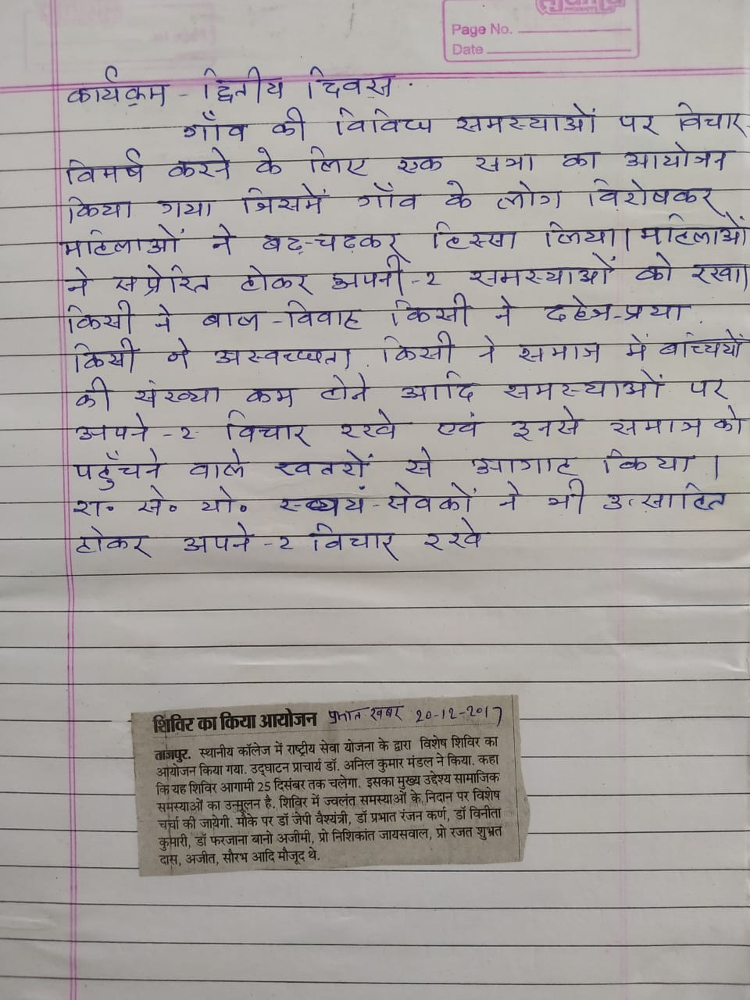 PRODUCTS
Page No.
Date
कार्यक्रम - द्वितीय दिवस.
गाँव की विविध समस्याओं पर विचार-
विमर्ष करने के लिए एक सभा का आयोजन
किया गया जिसमें गाँव के लोग विशेषकर
महिलाओं ने बढ़-चढ़कर हिस्सा लिया। महिलाओं
ने सप्रेरित होकर अपनी-२ समस्याओं को रखा।
किसी ने बाल-विवाह किसी ने दहेज-प्रथा,
किसी ने अस्वच्छता, किसी ने समाज में बच्चियों
की संख्या कम होने आदि समस्याओं पर
अपने-२ विचार रखे एवं इनसे समाज को
पहुँचने वाले खतरों से आगाह किया।
रा॰ से॰ यो॰ स्वयं-सेवकों ने भी उत्साहित
होकर अपने-२ विचार रखे
शिविर का किया आयोजन प्रभात खबर 20-12-2017
ताजपुर. स्थानीय कॉलेज में राष्ट्रीय सेवा योजना के द्वारा विशेष शिविर का
आयोजन किया गया. उद्घाटन प्राचार्य डॉ. अनिल कुमार मंडल ने किया. कहा
कि यह शिविर आगामी 25 दिसंबर तक चलेगा. इसका मुख्य उद्देश्य सामाजिक
समस्याओं का उन्मूलन है. शिविर में ज्वलंत समस्याओं के निदान पर विशेष
चर्चा की जायेगी. मौके पर डॉ जेपी वैश्यंत्री, डॉ प्रभात रंजन कर्ण, डॉ विनीता
कुमारी, डॉ फरजाना बानो अजीमी, प्रो निशिकांत जायसवाल, प्रो रजत शुभ्रत
दास, अजीत, सौरभ आदि मौजूद थे.